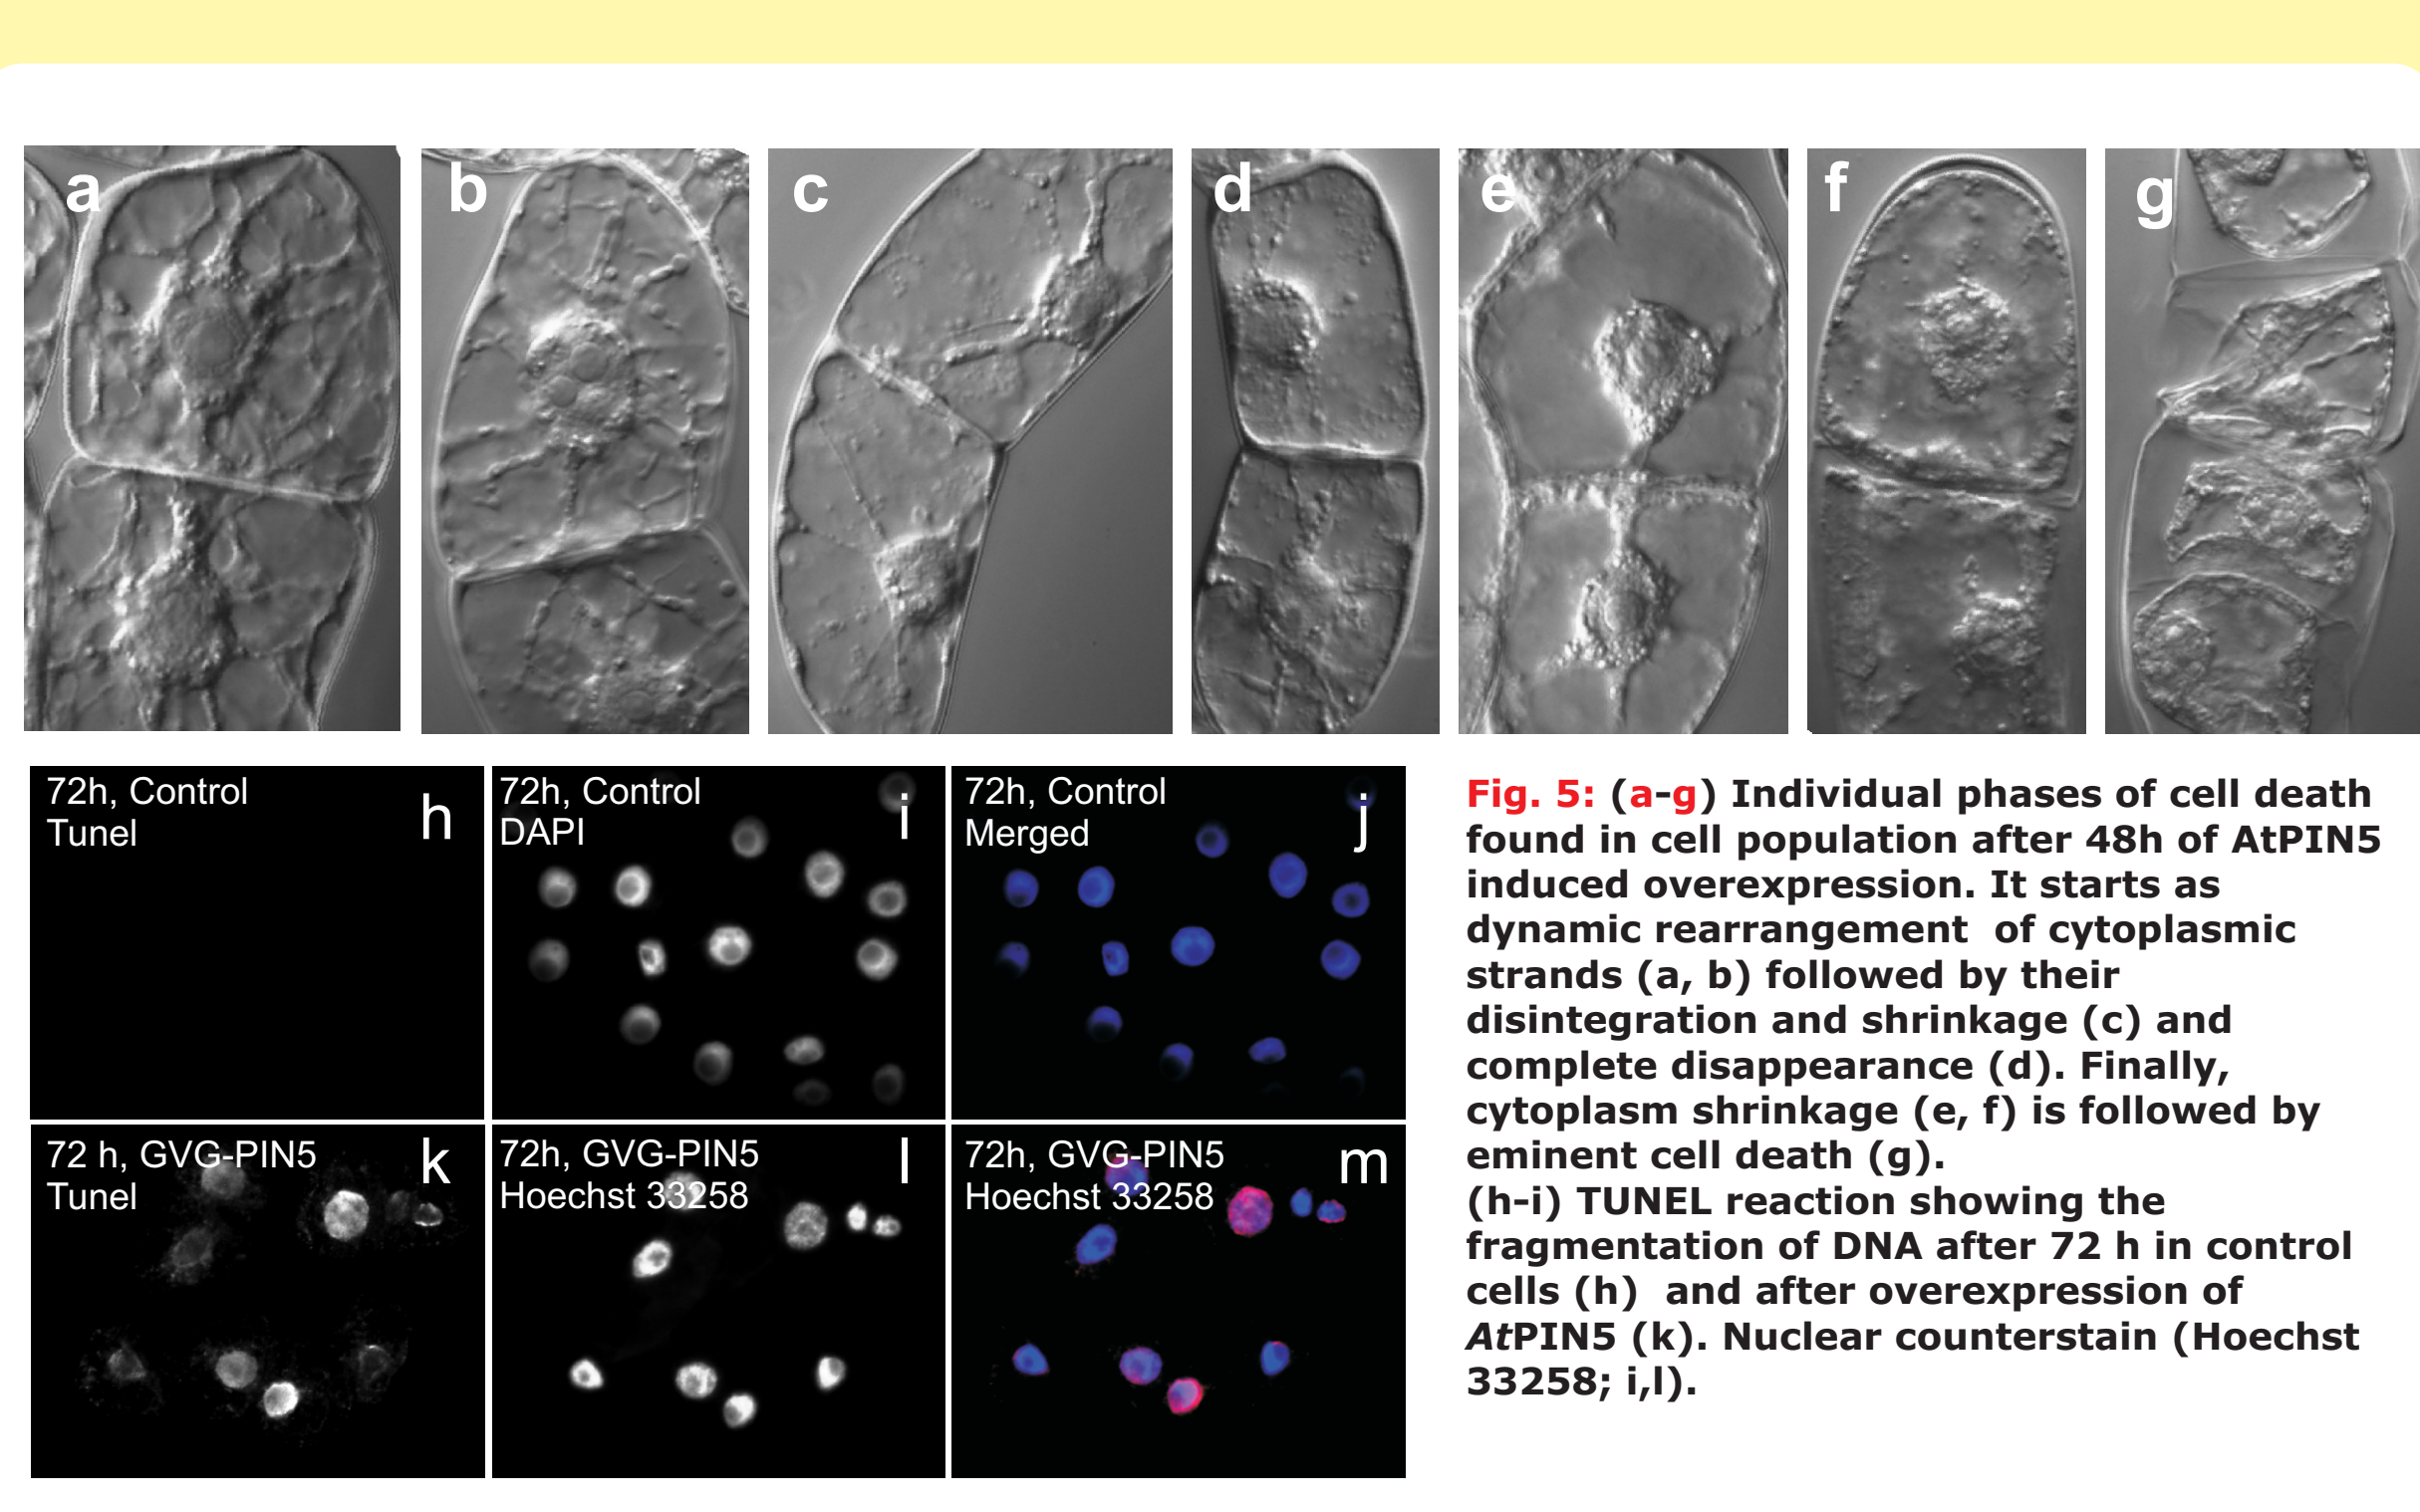 a
b
c
d
e
f
g
72h, Control
Tunel
h
72h, Control
DAPI
i
72h, Control
Merged
j
72 h, GVG-PIN5
Tunel
k
72h, GVG-PIN5
Hoechst 33258
l
72h, GVG-PIN5
Hoechst 33258
m
Fig. 5: (a-g) Individual phases of cell death
found in cell population after 48h of AtPIN5
induced overexpression. It starts as
dynamic rearrangement  of cytoplasmic
strands (a, b) followed by their
disintegration and shrinkage (c) and
complete disappearance (d). Finally,
cytoplasm shrinkage (e, f) is followed by
eminent cell death (g).
(h-i) TUNEL reaction showing the
fragmentation of DNA after 72 h in control
cells (h)  and after overexpression of
AtPIN5 (k). Nuclear counterstain (Hoechst
33258; i,l).